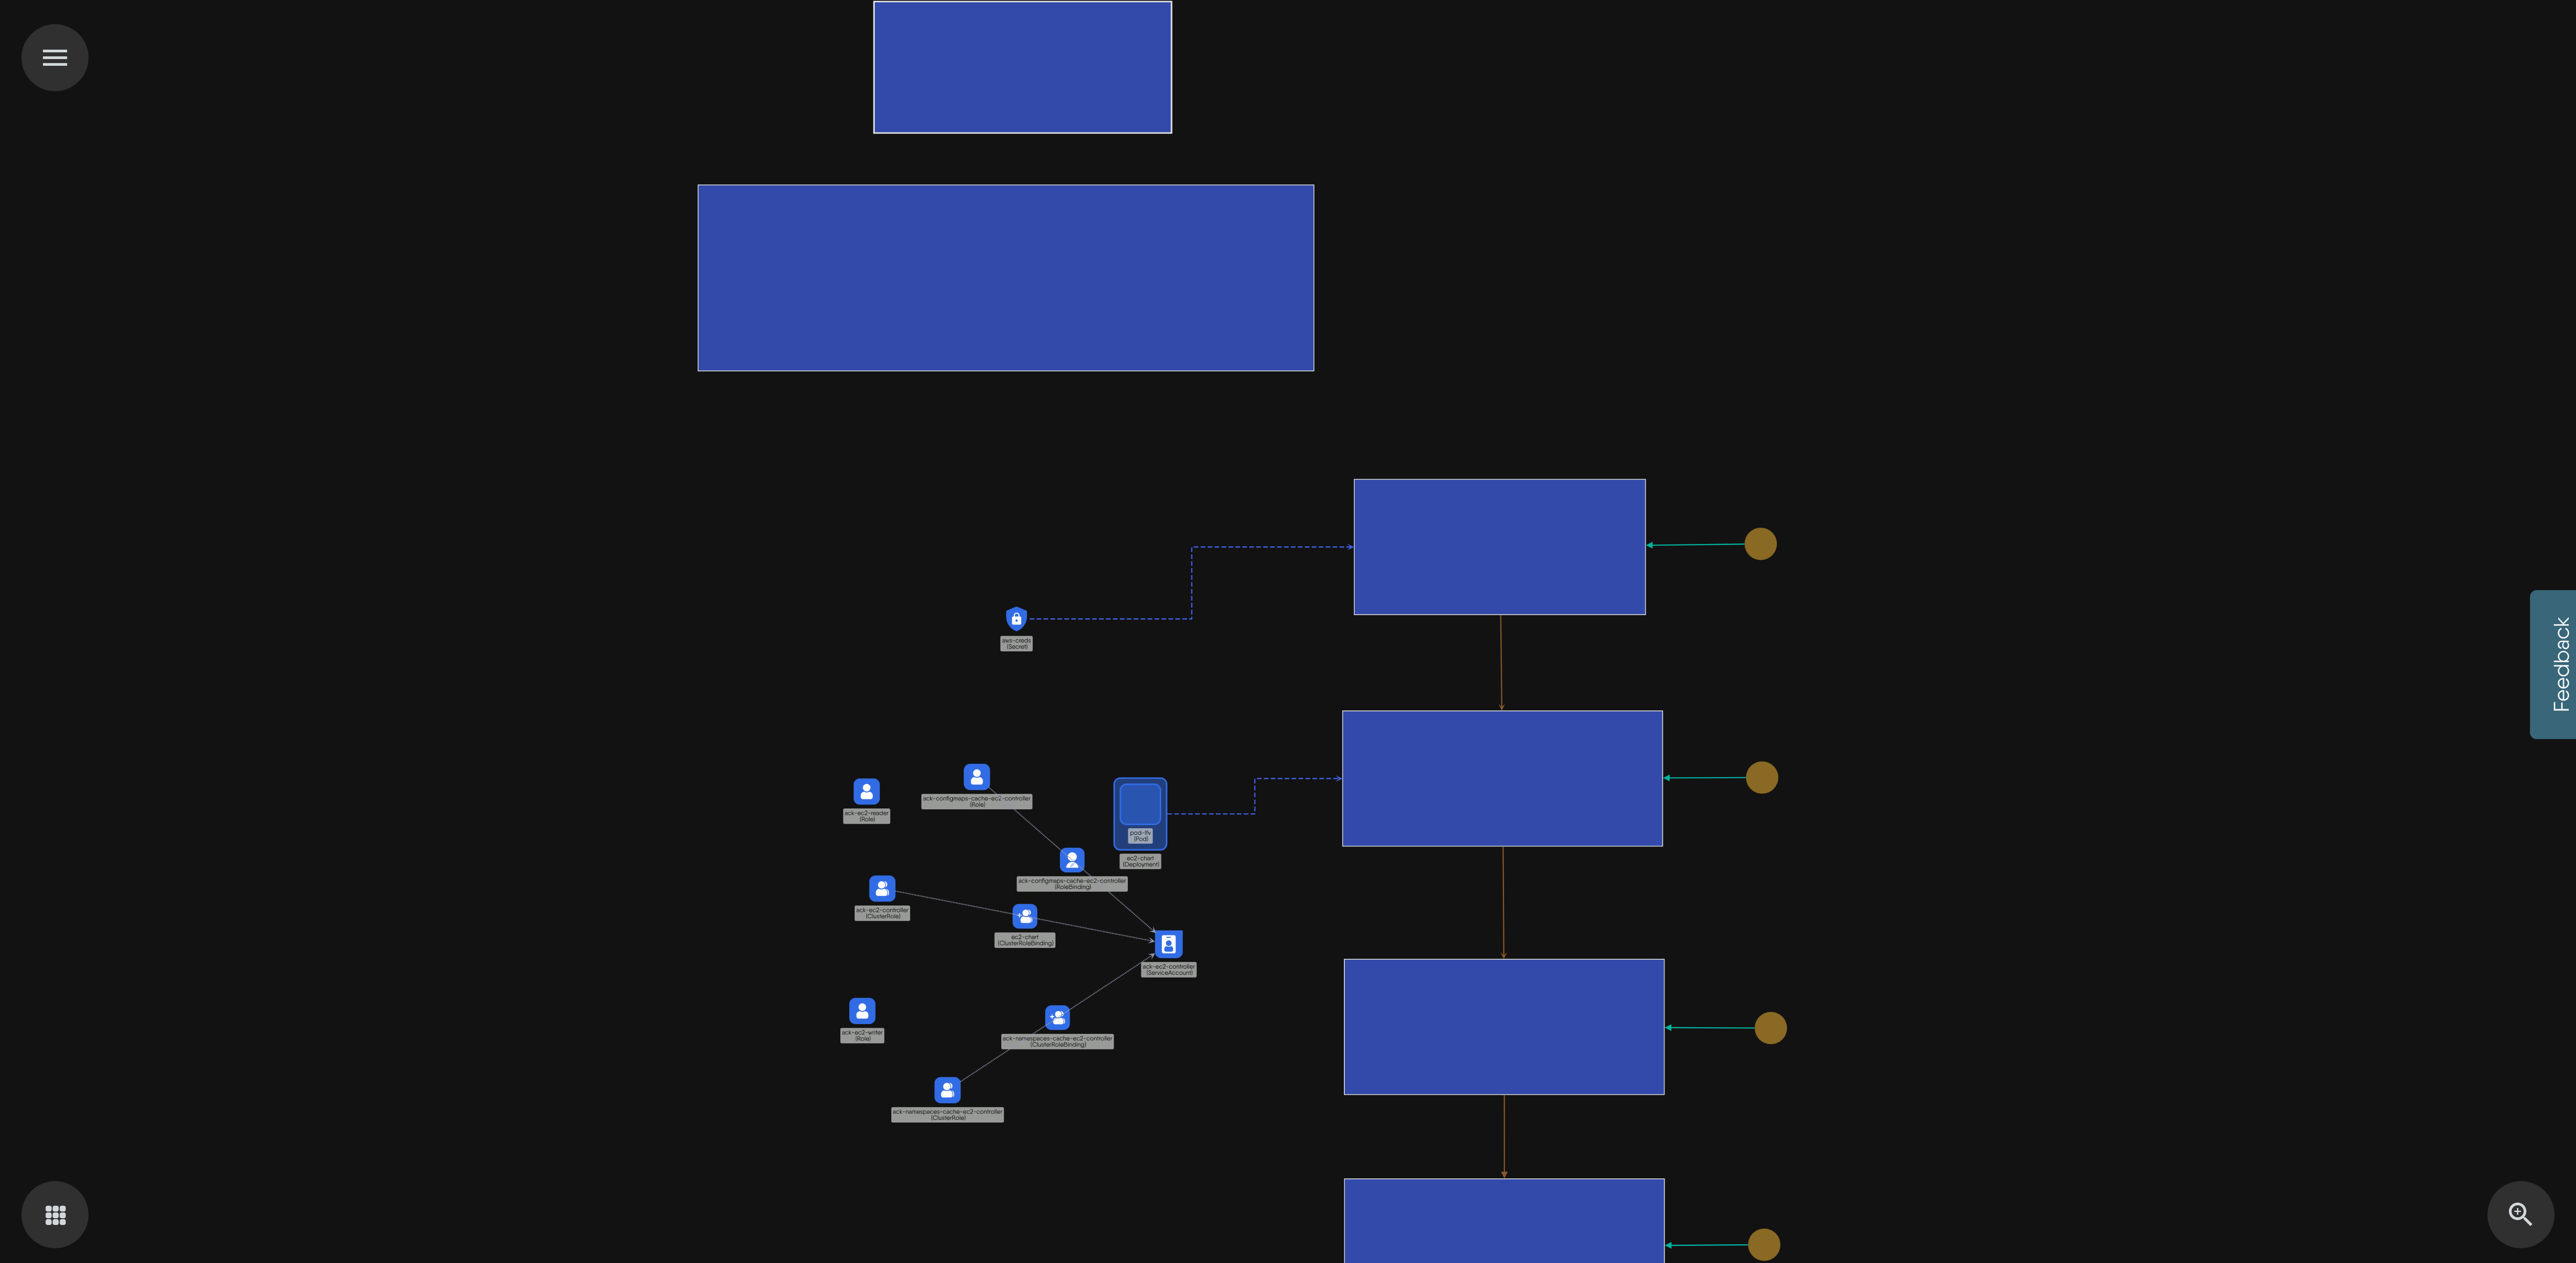 Feedback
aws-creds
(Secret)
ack-configmaps-cache-ec2-controller
(Role)
ack-ec2-reader
(Role)
pod-lfv
(Pod)
ec2-chart
(Deployment)
ack-configmaps-cache-ec2-controller
(RoleBinding)
ack-ec2-controller
(ClusterRole)
ec2-chart
(ClusterRoleBinding)
ack-ec2-controller
(ServiceAccount)
ack-ec2-writer
(Role)
ack-namespaces-cache-ec2-controller
(ClusterRoleBinding)
ack-namespaces-cache-ec2-controller
(ClusterRole)